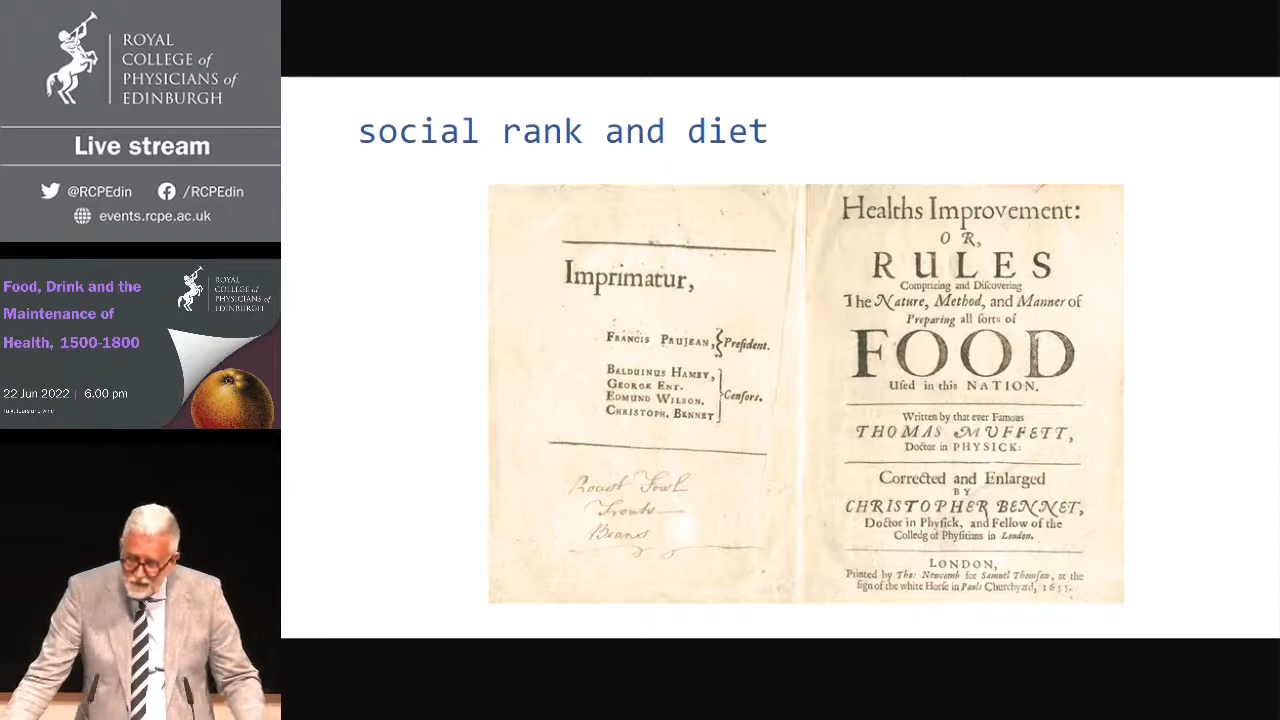 ROYAL
COLLEGE of
PHYSICIANS of
EDINBURGH
Live stream
@RCPEdin /RCPEdin
events.rcpe.ac.uk
Food, Drink and the
Maintenance of
Health, 1500-1800
ROYAL
COLLEGE of
PHYSICIANS of
EDINBURGH
22 Jun 2022 | 6.00 pm
social rank and diet
Imprimatur,
FRANCIS PRUJEAN, }Preſident.
BALDUINUS HAMEY,
GEORGE ENT.
EDMUND WILSON. }Cenſors.
CHRISTOPH. BENNET
Roast Fowl
Trouts
Beans
Healths Improvement:
OR,
RULES
Comprizing and Diſcovering
The Nature, Method, and Manner of
Preparing all ſorts of
FOOD
Uſed in this NATION.
Written by that ever Famous
THOMAS MUFFETT,
Doctor in PHYSICK:
Corrected and Enlarged
BY
CHRISTOPHER BENNET,
Doctor in Phyſick, and Fellow of the
Colledg of Phyſitians in London.
LONDON,
Printed by Tho: Newcomb for Samuel Thomſon, at the
ſign of the white Horſe in Pauls Churchyard, 1655.